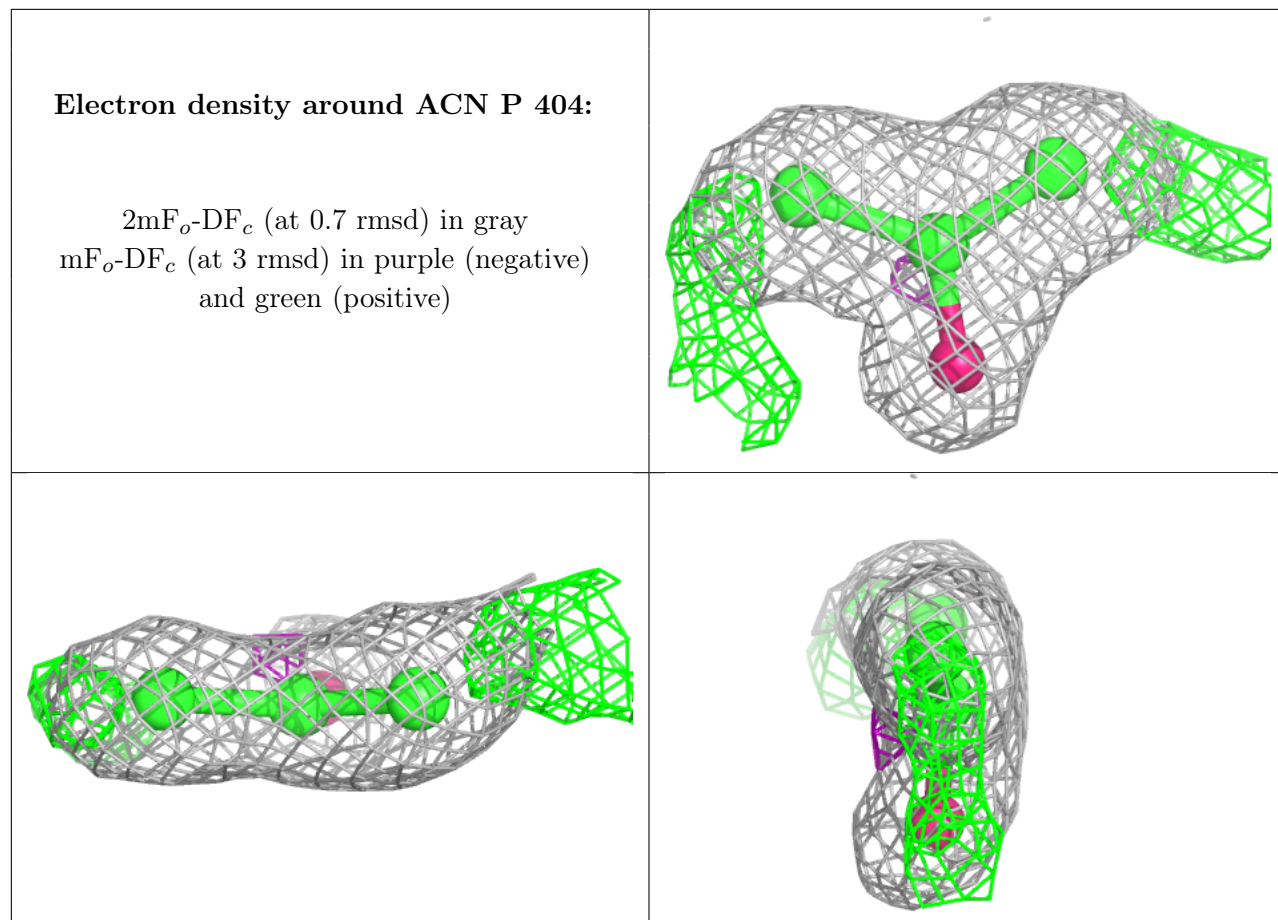 Electron density around ACN P 404:
2mFo-DFc (at 0.7 rmsd) in gray
mFo-DFc (at 3 rmsd) in purple (negative)
and green (positive)